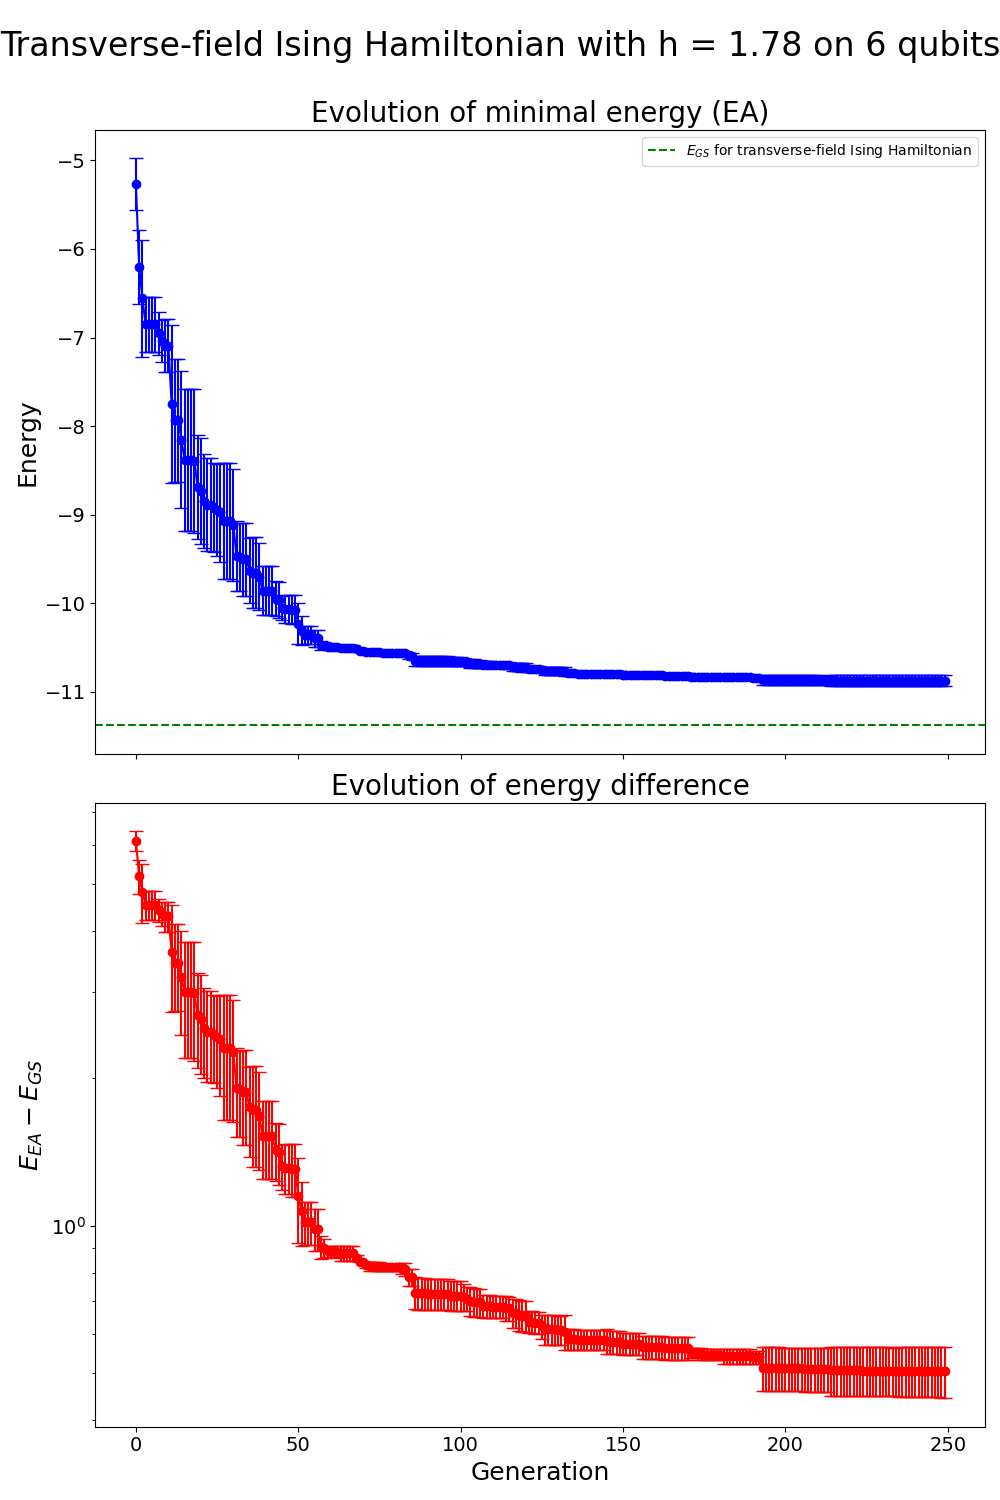 Transverse-field Ising Hamiltonian with h = 1.78 on 6 qubits
Evolution of minimal energy (EA)
E_GS for transverse-field Ising Hamiltonian
Energy
−5
−6
−7
−8
−9
−10
−11
Evolution of energy difference
E_EA − E_GS
10^0
0 50 100 150 200 250
Generation